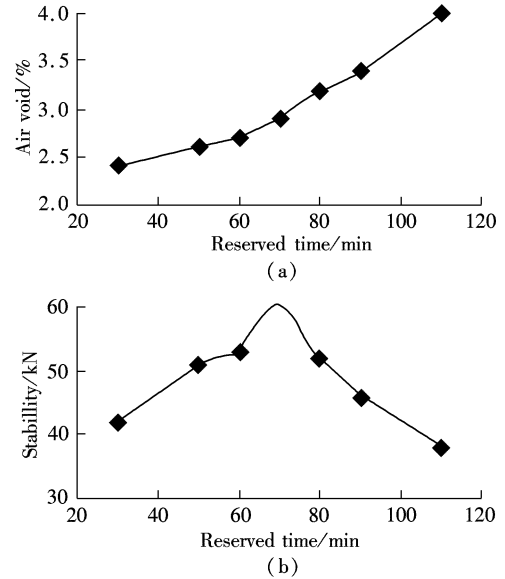 4.0
3.5
3.0
2.5
2.0
Air void/%
20 40 60 80 100 120
Reserved time/min
(a)
60
50
40
30
Stabillity/kN
20 40 60 80 100 120
Reserved time/min
(b)